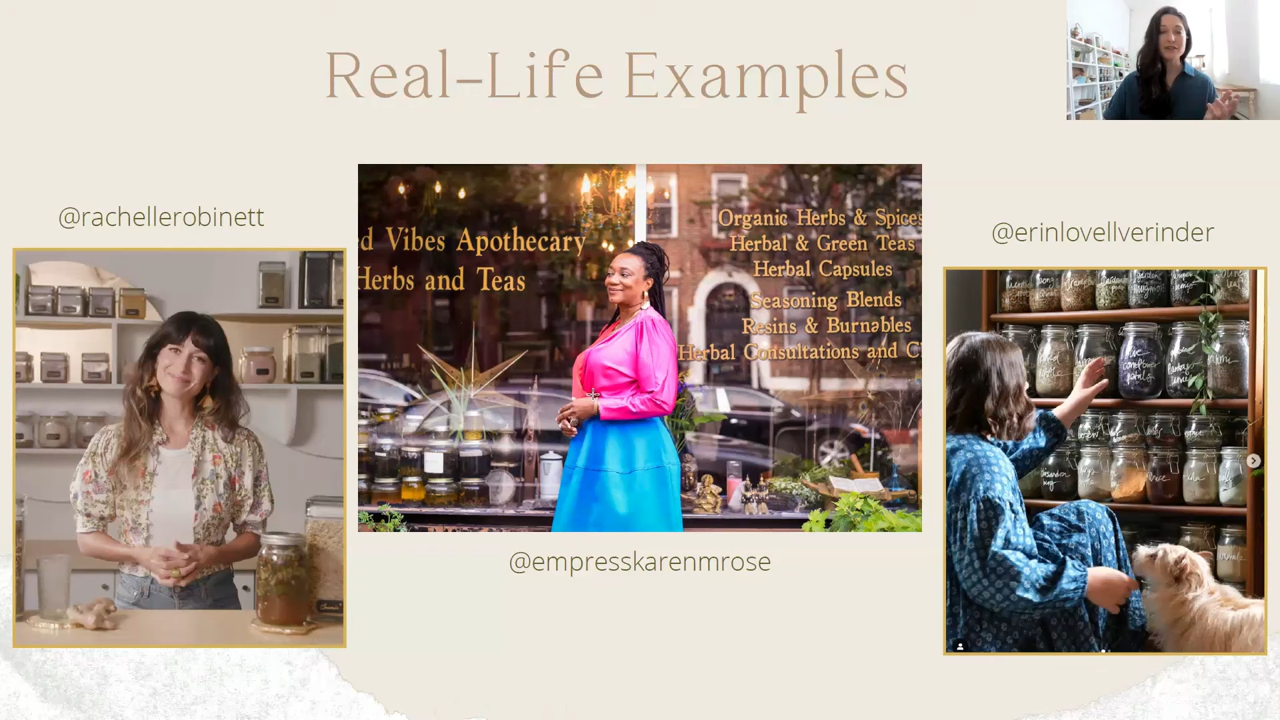 Real-Life Examples
@rachellerobinett
@erinlovellverinder
@empresskarenmrose
d Vibes Apothecary
Herbs and Teas
Organic Herbs & Spices
Herbal & Green Teas
Herbal Capsules
Seasoning Blends
Resins & Burnables
Herbal Consultations and C